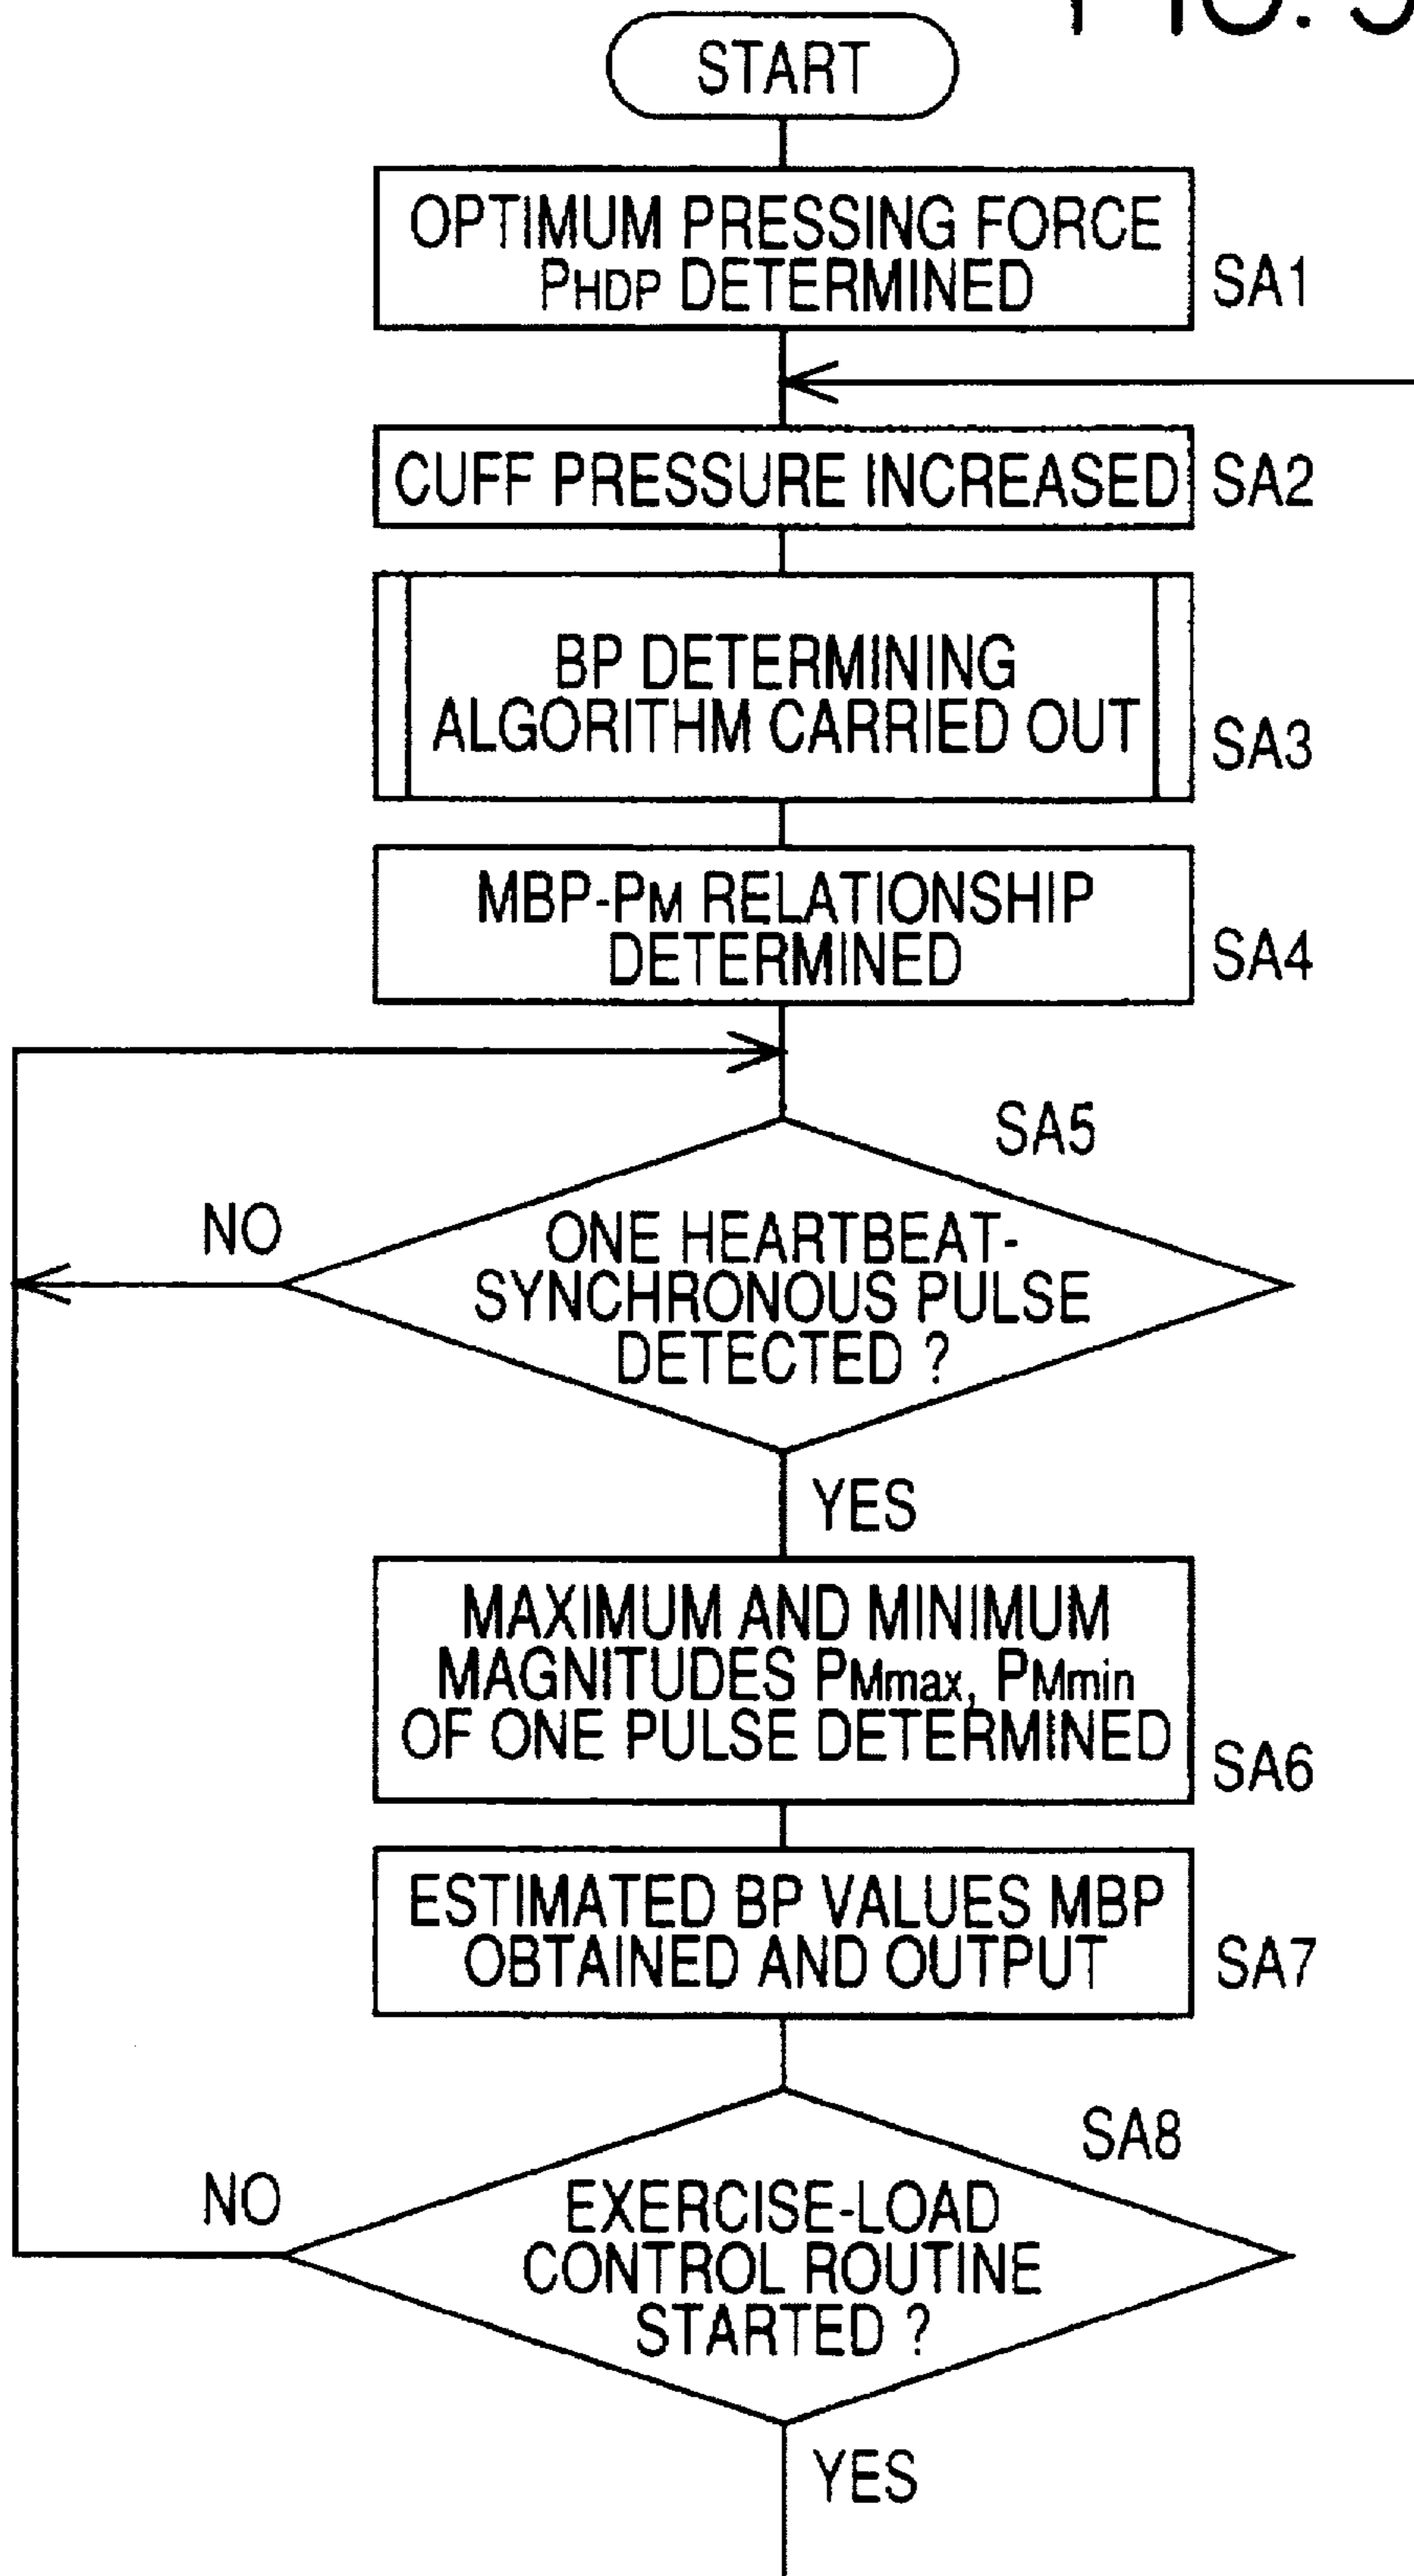 FIG. 5
START
OPTIMUM PRESSING FORCE
PHDP DETERMINED
SA1
CUFF PRESSURE INCREASED
SA2
BP DETERMINING
ALGORITHM CARRIED OUT
SA3
MBP-PM RELATIONSHIP
DETERMINED
SA4
SA5
NO
ONE HEARTBEAT-
SYNCHRONOUS PULSE
DETECTED ?
YES
MAXIMUM AND MINIMUM
MAGNITUDES PMmax, PMmin
OF ONE PULSE DETERMINED
SA6
ESTIMATED BP VALUES MBP
OBTAINED AND OUTPUT
SA7
SA8
NO
EXERCISE-LOAD
CONTROL ROUTINE
STARTED ?
YES